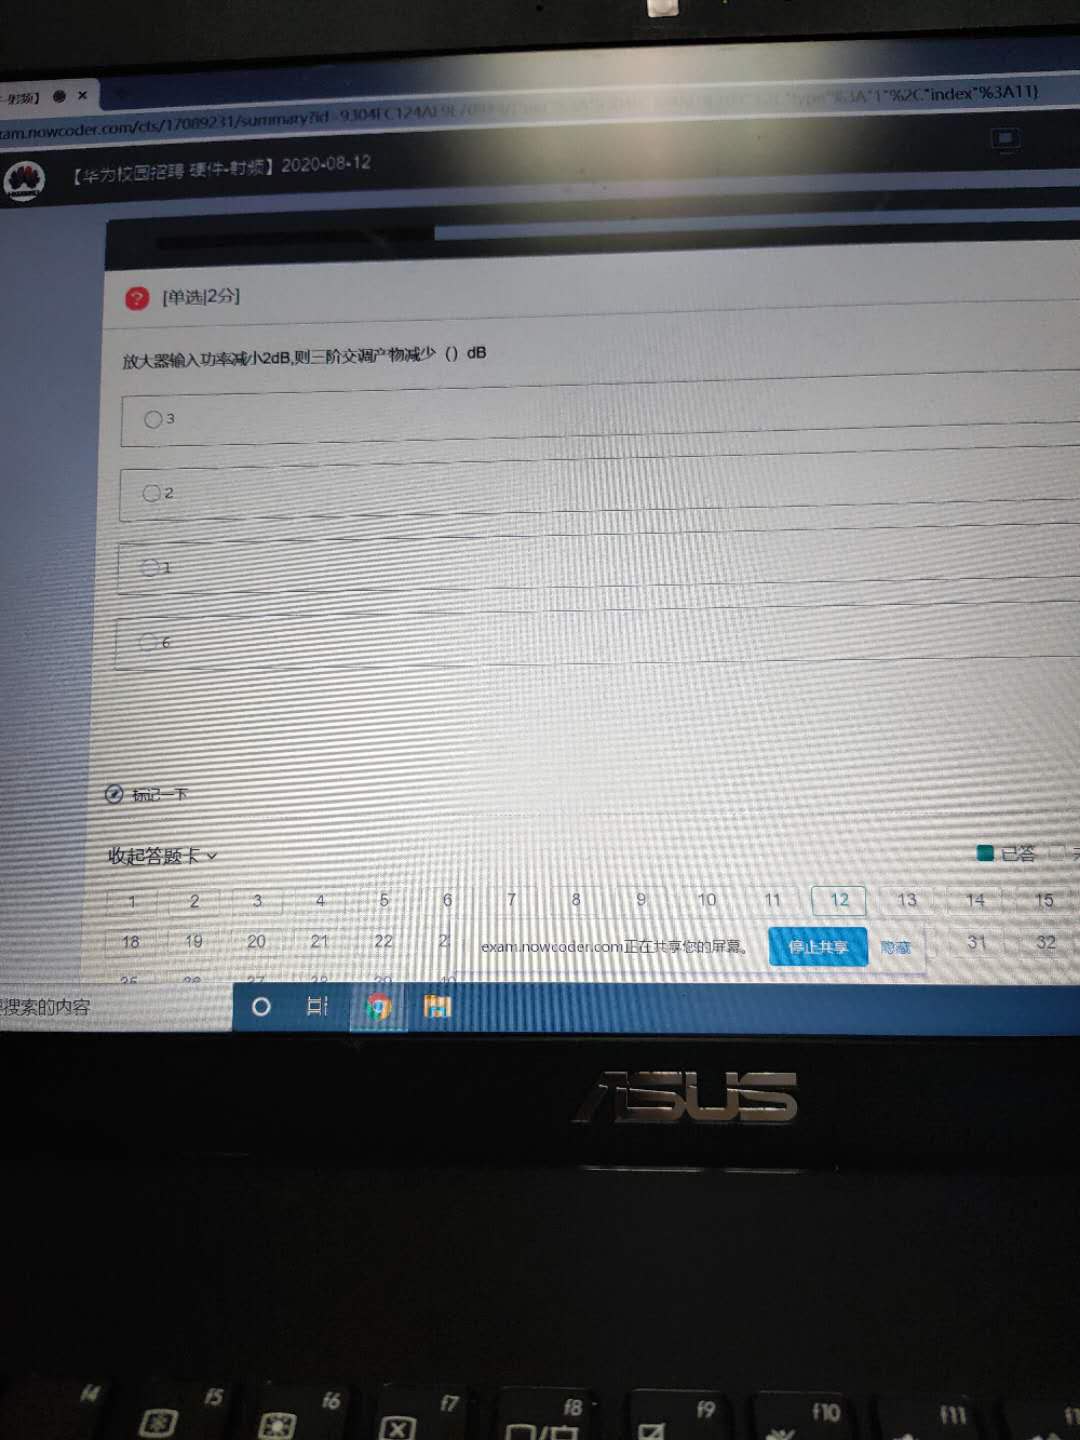 -射频】 ×
exam.nowcoder.com/cts/17089231/summary?id=9304FC124A "type"%3A"1"%2C"index"%3A11}
【华为校园招聘 硬件-射频】2020-08-12
[单选|2分]
放大器输入功率减小2dB,则三阶交调产物减少（）dB
3
2
1
6
标记一下
收起答题卡
已答
1 2 3 4 5 6 7 8 9 10 11 12 13 14 15
18 19 20 21 22 2 31 32
exam.nowcoder.com正在共享您的屏幕。 停止共享 隐藏
搜索的内容
ASUS
f4 f5 f6 f7 f8 f9 f10 f11